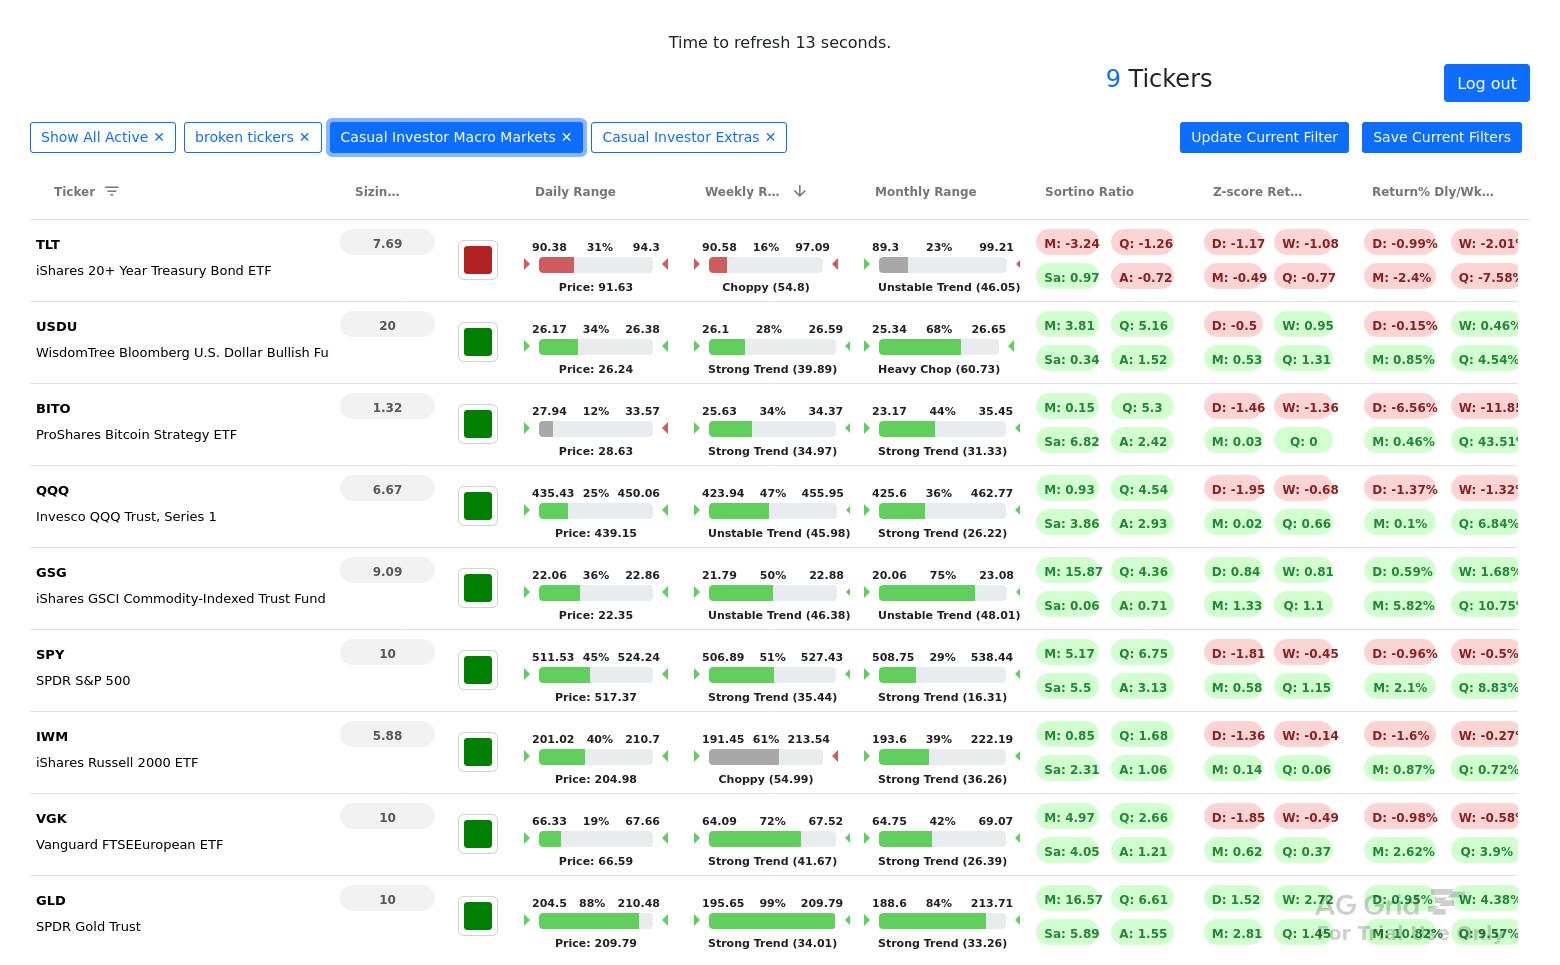 Time to refresh 13 seconds.
9 Tickers
Log out
Show All Active ✕ broken tickers ✕ Casual Investor Macro Markets ✕ Casual Investor Extras ✕ Update Current Filter Save Current Filters
Ticker Sizin… Daily Range Weekly R… Monthly Range Sortino Ratio Z-score Ret… Return% Dly/Wk…
TLT 7.69 90.38 31% 94.3 90.58 16% 97.09 89.3 23% 99.21 M: -3.24 Q: -1.26 D: -1.17 W: -1.08 D: -0.99% W: -2.01%
iShares 20+ Year Treasury Bond ETF Sa: 0.97 A: -0.72 M: -0.49 Q: -0.77 M: -2.4% Q: -7.58%
Price: 91.63 Choppy (54.8) Unstable Trend (46.05)
USDU 20 26.17 34% 26.38 26.1 28% 26.59 25.34 68% 26.65 M: 3.81 Q: 5.16 D: -0.5 W: 0.95 D: -0.15% W: 0.46%
WisdomTree Bloomberg U.S. Dollar Bullish Fu Sa: 0.34 A: 1.52 M: 0.53 Q: 1.31 M: 0.85% Q: 4.54%
Price: 26.24 Strong Trend (39.89) Heavy Chop (60.73)
BITO 1.32 27.94 12% 33.57 25.63 34% 34.37 23.17 44% 35.45 M: 0.15 Q: 5.3 D: -1.46 W: -1.36 D: -6.56% W: -11.85
ProShares Bitcoin Strategy ETF Sa: 6.82 A: 2.42 M: 0.03 Q: 0 M: 0.46% Q: 43.51%
Price: 28.63 Strong Trend (34.97) Strong Trend (31.33)
QQQ 6.67 435.43 25% 450.06 423.94 47% 455.95 425.6 36% 462.77 M: 0.93 Q: 4.54 D: -1.95 W: -0.68 D: -1.37% W: -1.32%
Invesco QQQ Trust, Series 1 Sa: 3.86 A: 2.93 M: 0.02 Q: 0.66 M: 0.1% Q: 6.84%
Price: 439.15 Unstable Trend (45.98) Strong Trend (26.22)
GSG 9.09 22.06 36% 22.86 21.79 50% 22.88 20.06 75% 23.08 M: 15.87 Q: 4.36 D: 0.84 W: 0.81 D: 0.59% W: 1.68%
iShares GSCI Commodity-Indexed Trust Fund Sa: 0.06 A: 0.71 M: 1.33 Q: 1.1 M: 5.82% Q: 10.75%
Price: 22.35 Unstable Trend (46.38) Unstable Trend (48.01)
SPY 10 511.53 45% 524.24 506.89 51% 527.43 508.75 29% 538.44 M: 5.17 Q: 6.75 D: -1.81 W: -0.45 D: -0.96% W: -0.5%
SPDR S&P 500 Sa: 5.5 A: 3.13 M: 0.58 Q: 1.15 M: 2.1% Q: 8.83%
Price: 517.37 Strong Trend (35.44) Strong Trend (16.31)
IWM 5.88 201.02 40% 210.7 191.45 61% 213.54 193.6 39% 222.19 M: 0.85 Q: 1.68 D: -1.36 W: -0.14 D: -1.6% W: -0.27%
iShares Russell 2000 ETF Sa: 2.31 A: 1.06 M: 0.14 Q: 0.06 M: 0.87% Q: 0.72%
Price: 204.98 Choppy (54.99) Strong Trend (36.26)
VGK 10 66.33 19% 67.66 64.09 72% 67.52 64.75 42% 69.07 M: 4.97 Q: 2.66 D: -1.85 W: -0.49 D: -0.98% W: -0.58%
Vanguard FTSEEuropean ETF Sa: 4.05 A: 1.21 M: 0.62 Q: 0.37 M: 2.62% Q: 3.9%
Price: 66.59 Strong Trend (41.67) Strong Trend (26.39)
GLD 10 204.5 88% 210.48 195.65 99% 209.79 188.6 84% 213.71 M: 16.57 Q: 6.61 D: 1.52 W: 2.72 D: 0.95% W: 4.38%
SPDR Gold Trust Sa: 5.89 A: 1.55 M: 2.81 Q: 1.45 M: 10.82% Q: 9.57%
Price: 209.79 Strong Trend (34.01) Strong Trend (33.26)
AG Grid
For Trial Use Only